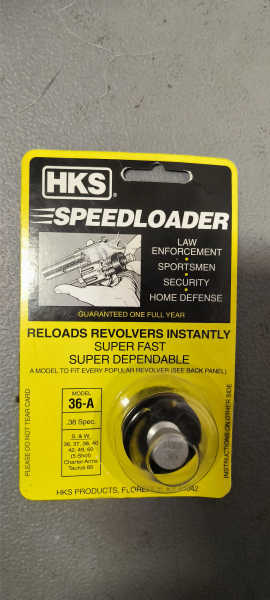 HKS®
SPEEDLOADER
LAW
ENFORCEMENT
•
SPORTSMEN
•
SECURITY
•
HOME DEFENSE
GUARANTEED ONE FULL YEAR
RELOADS REVOLVERS INSTANTLY
SUPER FAST
SUPER DEPENDABLE
A MODEL TO FIT EVERY POPULAR REVOLVER (SEE BACK PANEL)
MODEL
36-A
.38 Spec.
S. & W
36, 37, 38, 40
42, 49, 60
(5 Shot)
Charter Arms
Taurus 85
PLEASE DO NOT TEAR CARD
INSTRUCTIONS ON OTHER SIDE
HKS PRODUCTS,